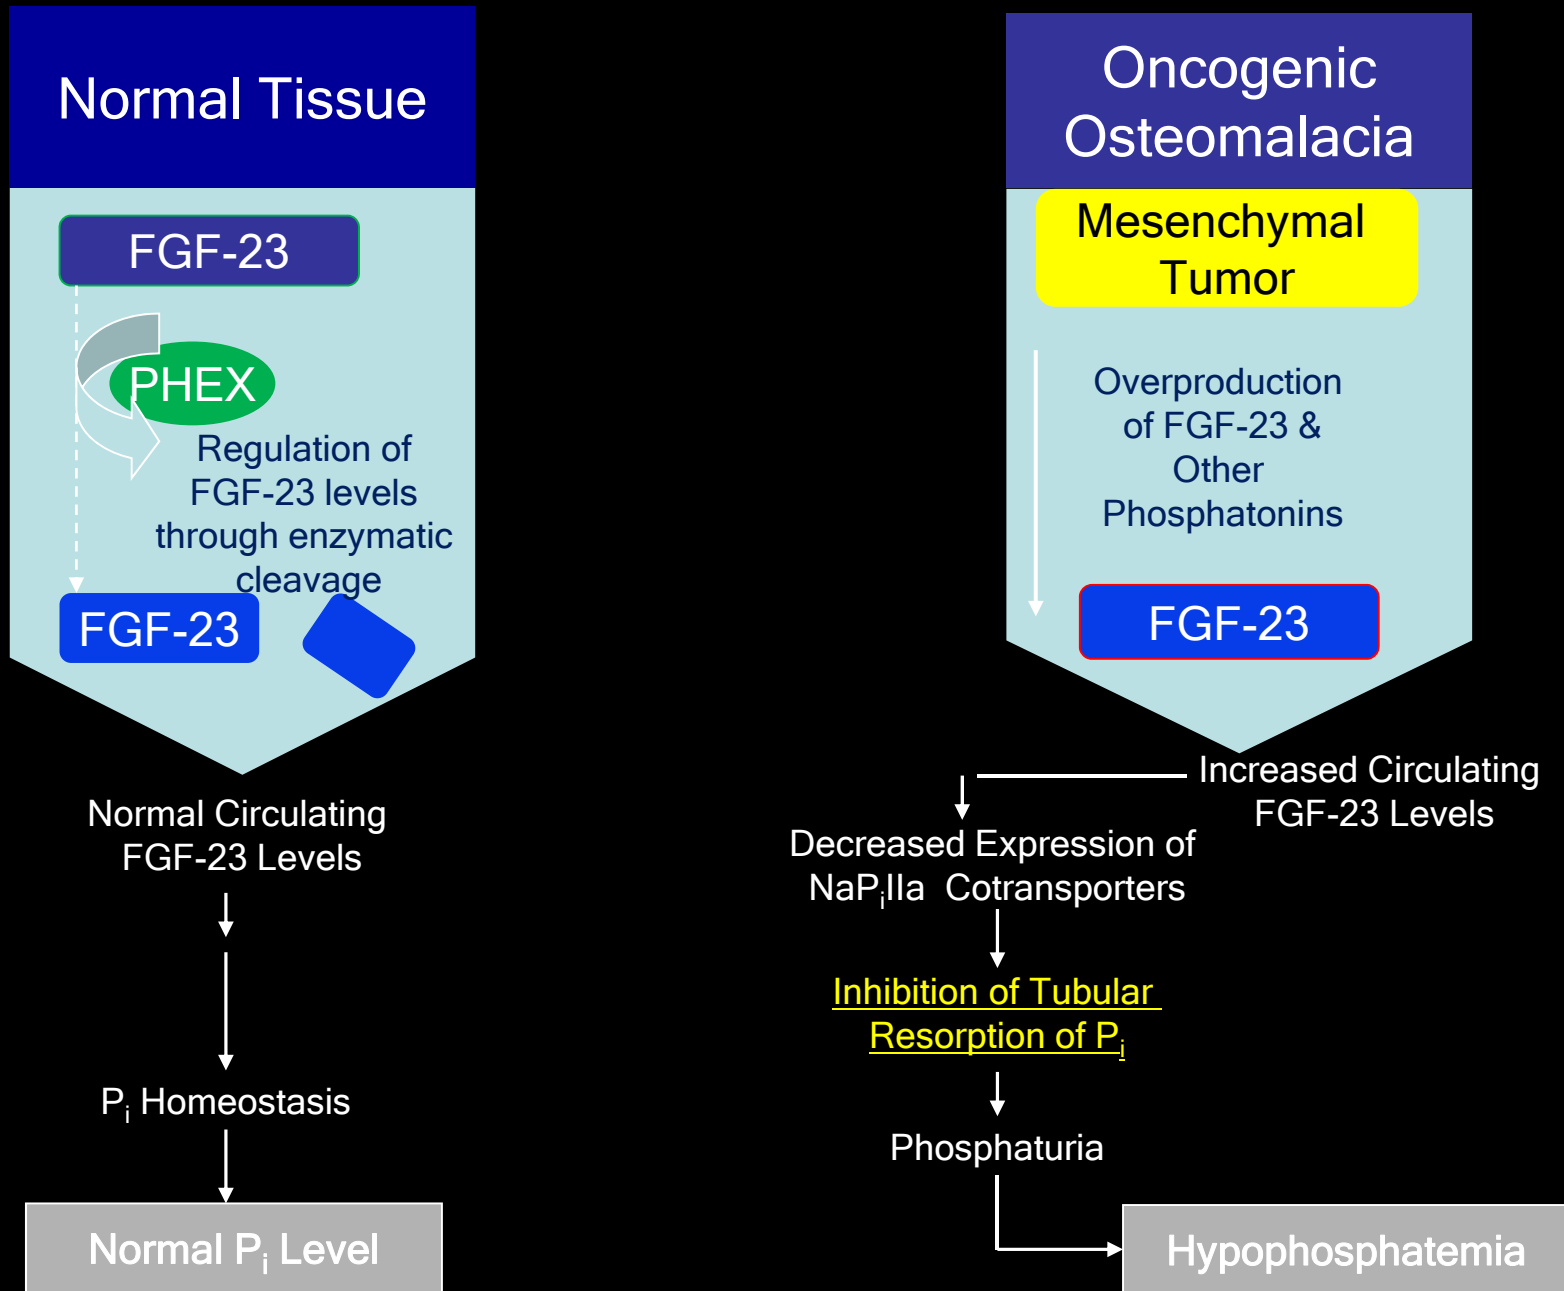 Normal Tissue
FGF-23
PHEX
Regulation of
FGF-23 levels
through enzymatic
cleavage
FGF-23
Normal Circulating
FGF-23 Levels
Pᵢ Homeostasis
Normal Pᵢ Level
Oncogenic
Osteomalacia
Mesenchymal
Tumor
Overproduction
of FGF-23 &
Other
Phosphatonins
FGF-23
Increased Circulating
FGF-23 Levels
Decreased Expression of
NaPᵢIIa Cotransporters
Inhibition of Tubular
Resorption of Pᵢ
Phosphaturia
Hypophosphatemia